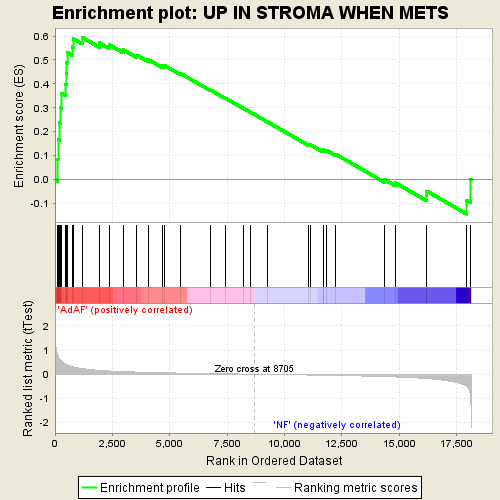 Enrichment plot: UP IN STROMA WHEN METS
Enrichment score (ES)
0.6
0.5
0.4
0.3
0.2
0.1
0.0
-0.1
'AdAF' (positively correlated)
Ranked list metric (tTest)
2
1
0
-1
-2
Zero cross at 8705
'NF' (negatively correlated)
0 2,500 5,000 7,500 10,000 12,500 15,000 17,500
Rank in Ordered Dataset
Enrichment profile Hits Ranking metric scores